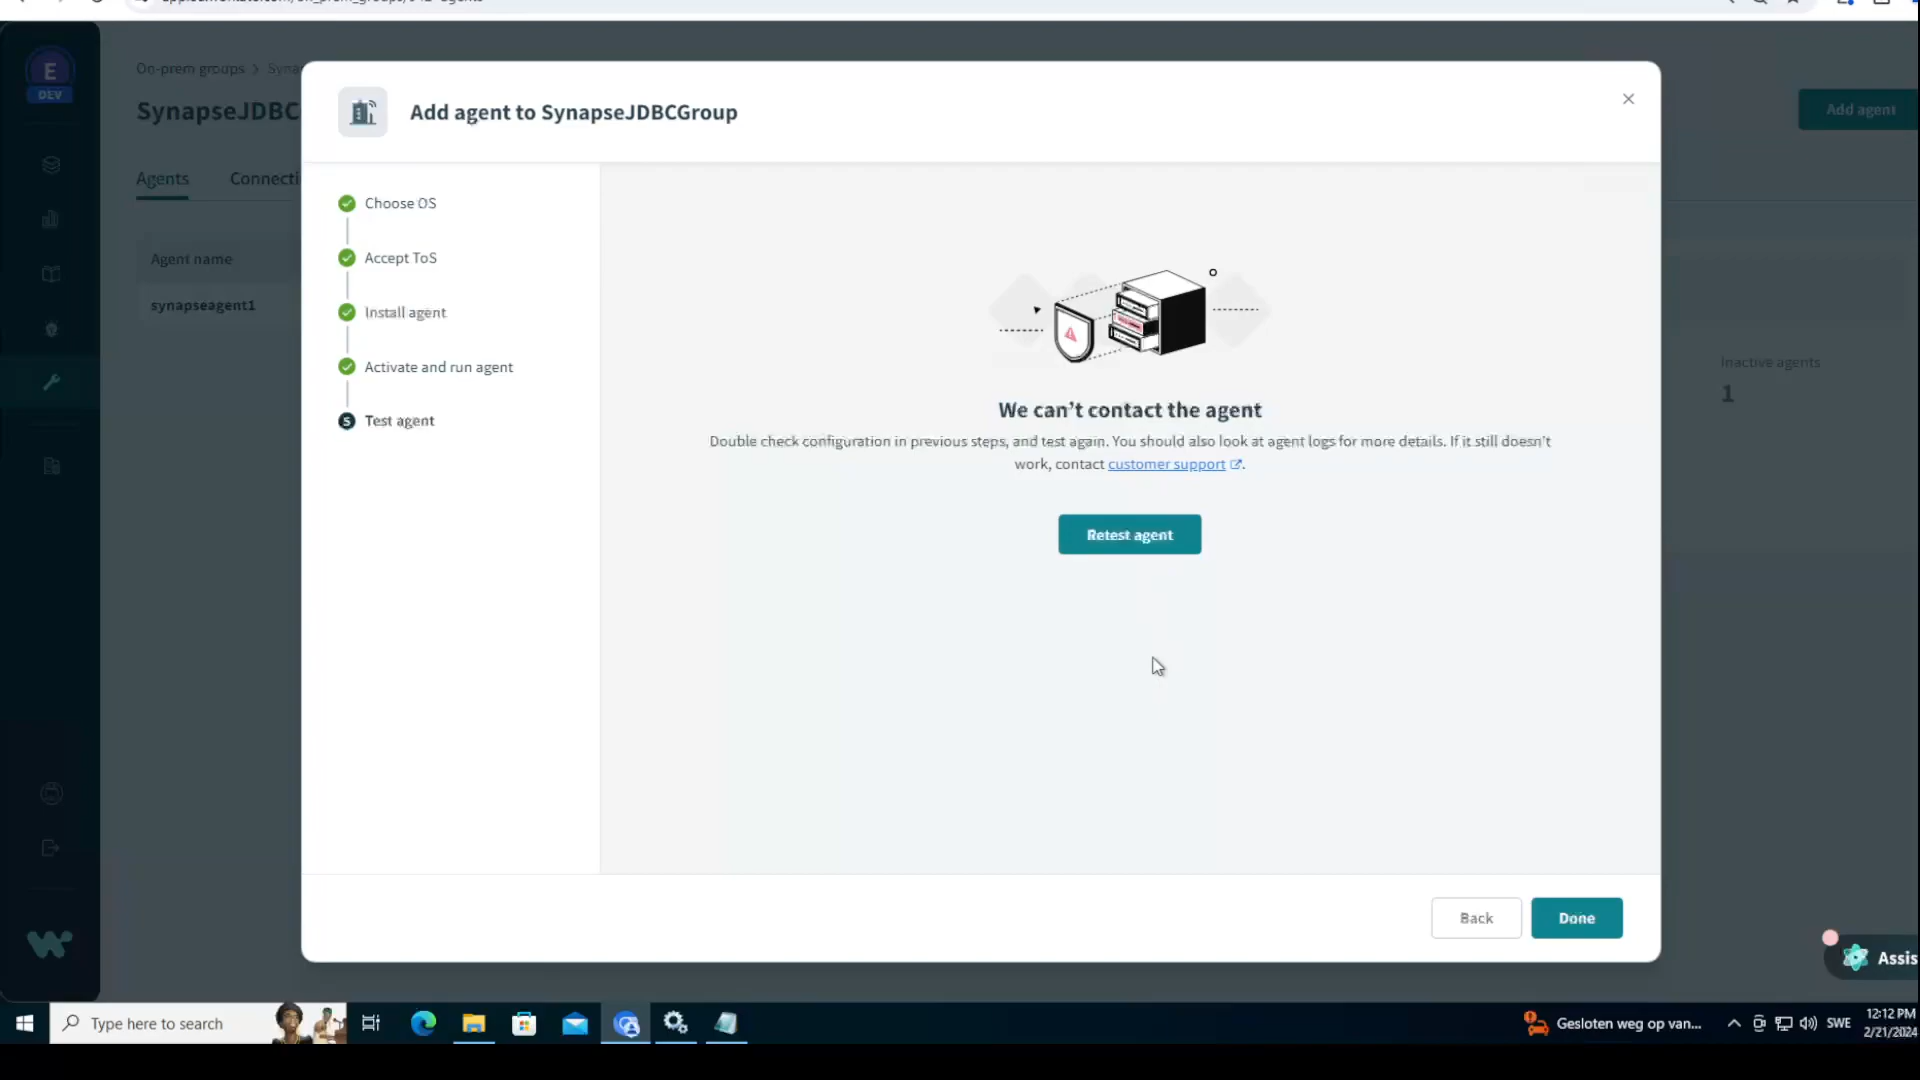 E
DEV
On-prem groups > Syna
SynapseJDBC
Add agent to SynapseJDBCGroup
Add agent
Agents
Connecti
Agent name
synapseagent1
Choose OS
Accept ToS
Install agent
Activate and run agent
5
Test agent
We can't contact the agent
Double check configuration in previous steps, and test again. You should also look at agent logs for more details. If it still doesn't
work, contact customer support.
Retest agent
Inactive agents
1
Back
Done
Assis
Type here to search
Gesloten weg op van...
SWE
12:12 PM
2/21/2024